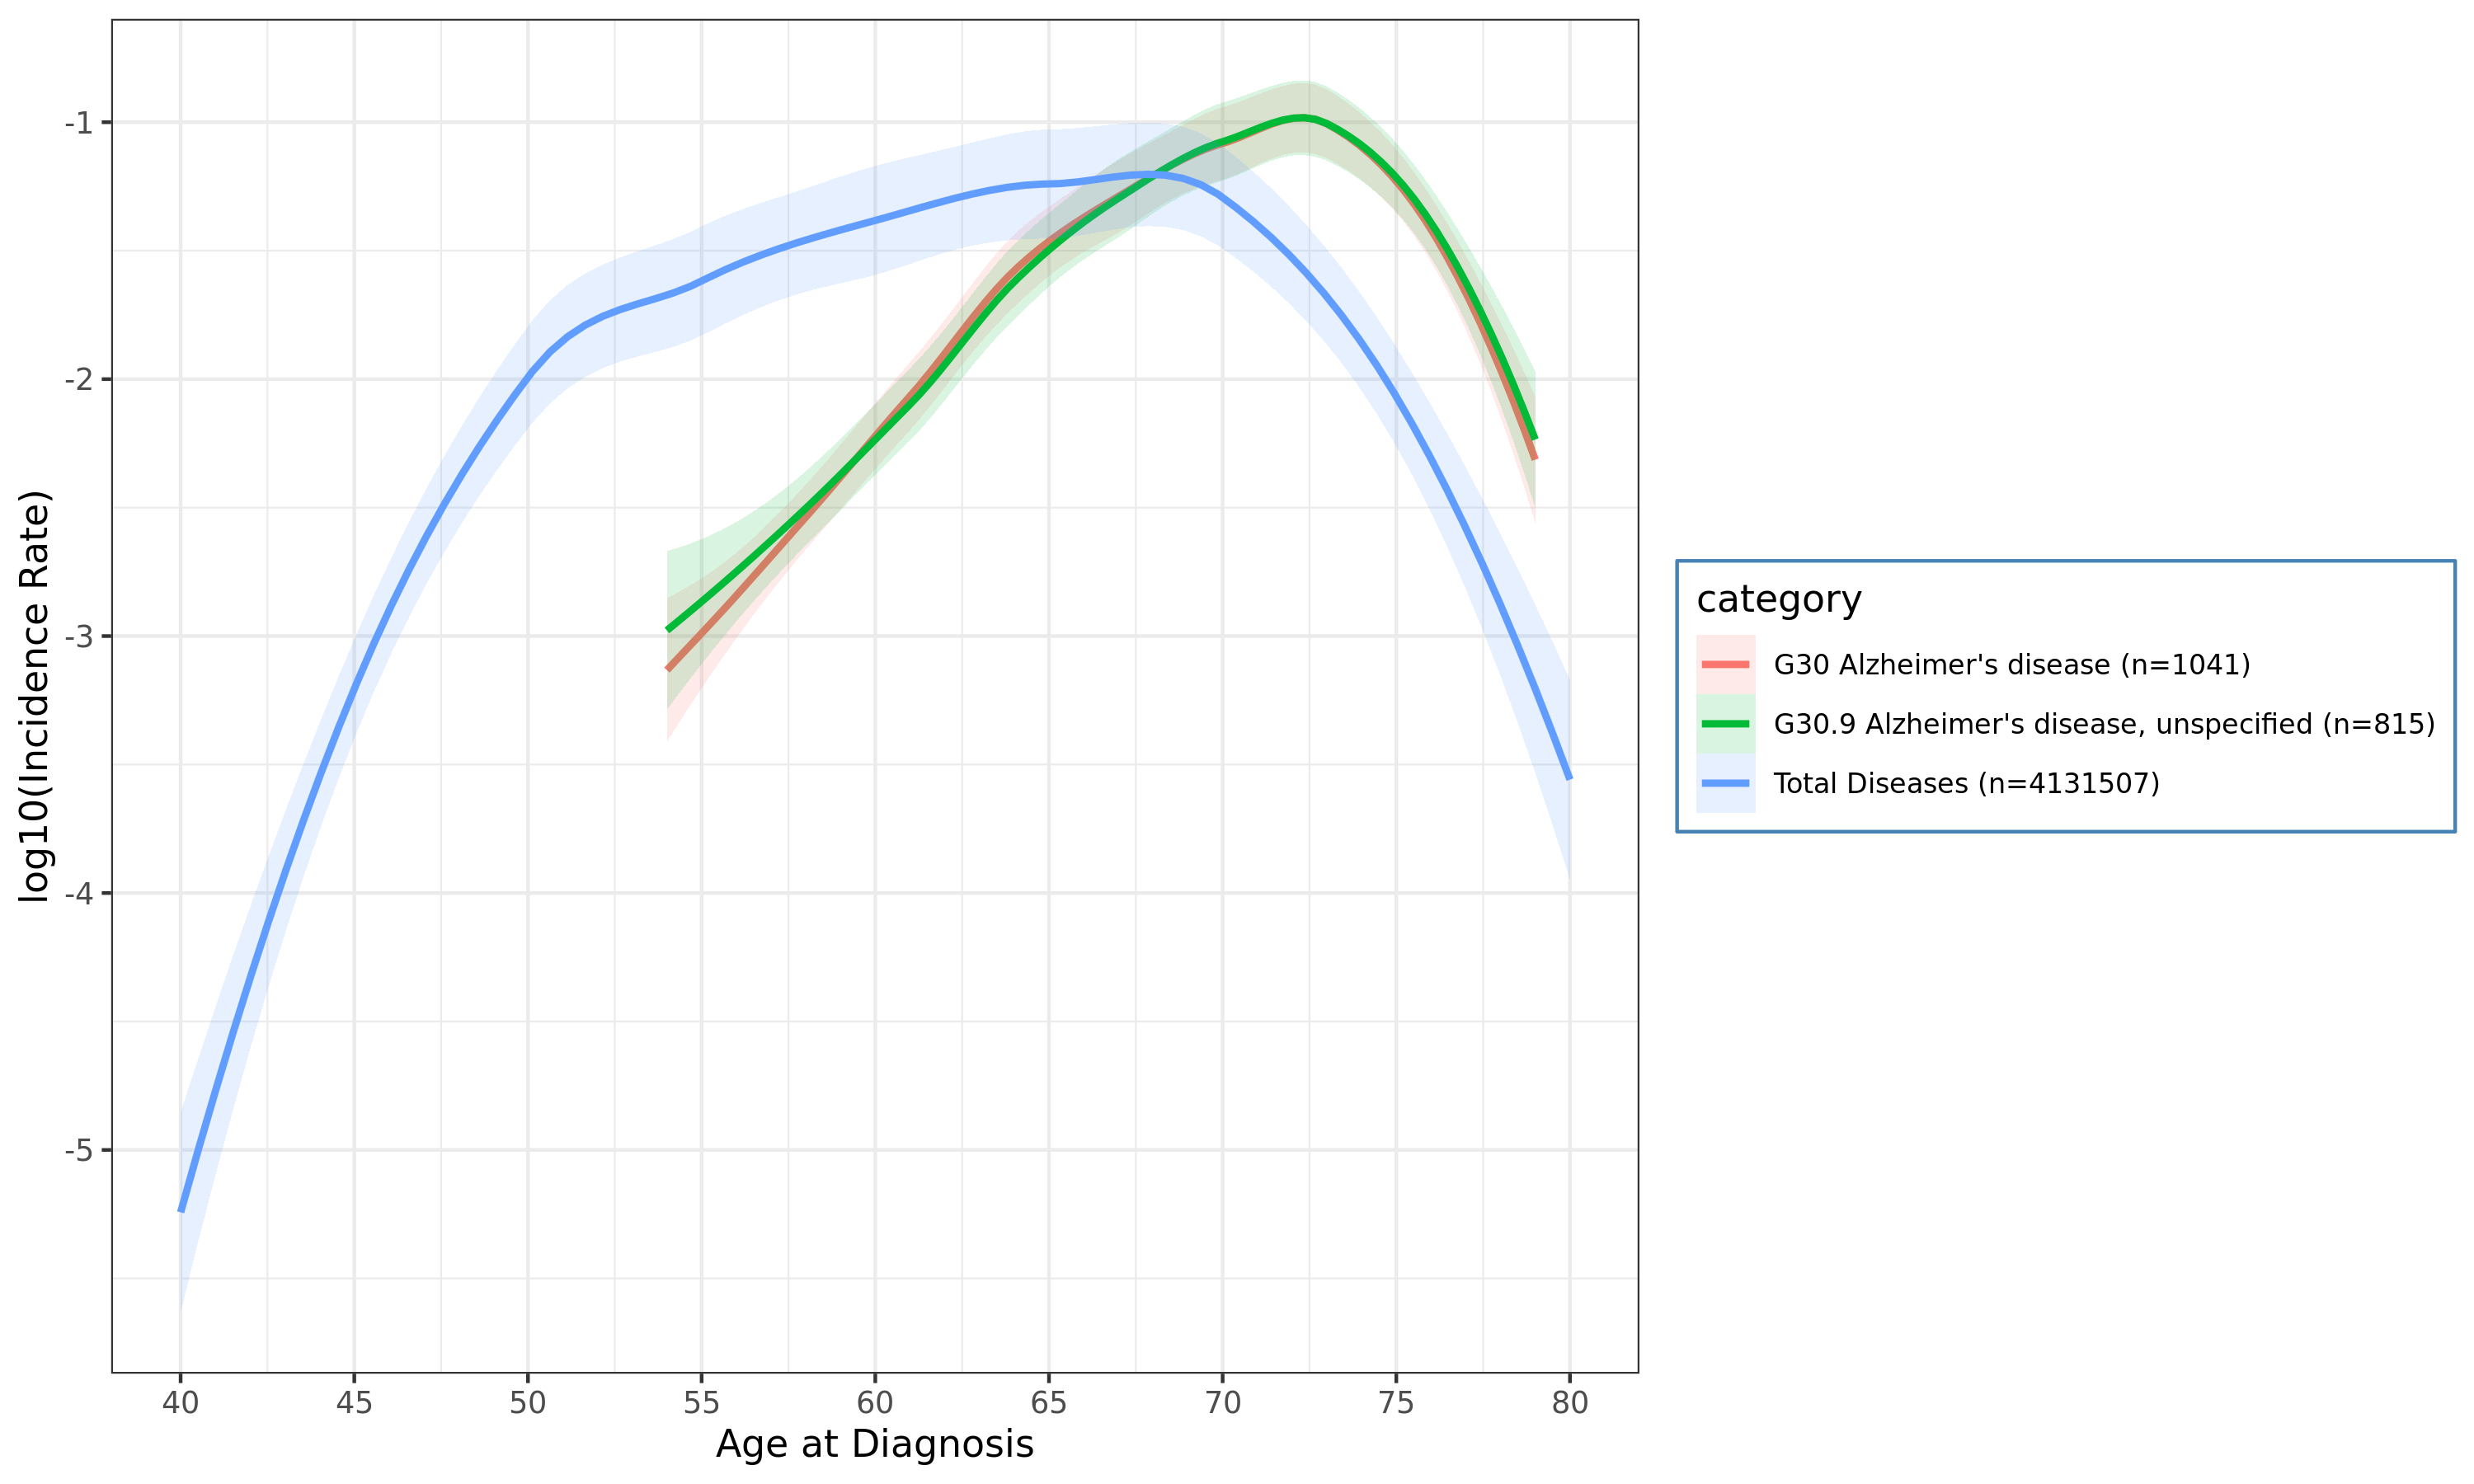 log10(Incidence Rate)
-1
-2
-3
-4
-5
40 45 50 55 60 65 70 75 80
Age at Diagnosis
category
G30 Alzheimer's disease (n=1041)
G30.9 Alzheimer's disease, unspecified (n=815)
Total Diseases (n=4131507)